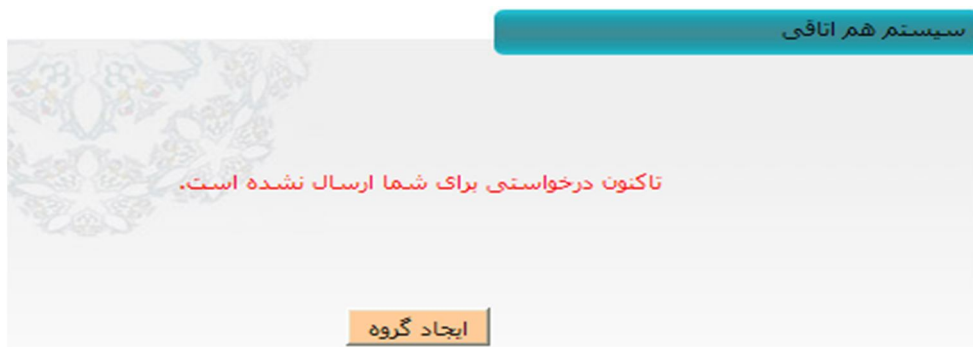 سیستم هم اتاقی
تاکنون درخواستی برای شما ارسال نشده است.
ایجاد گروه